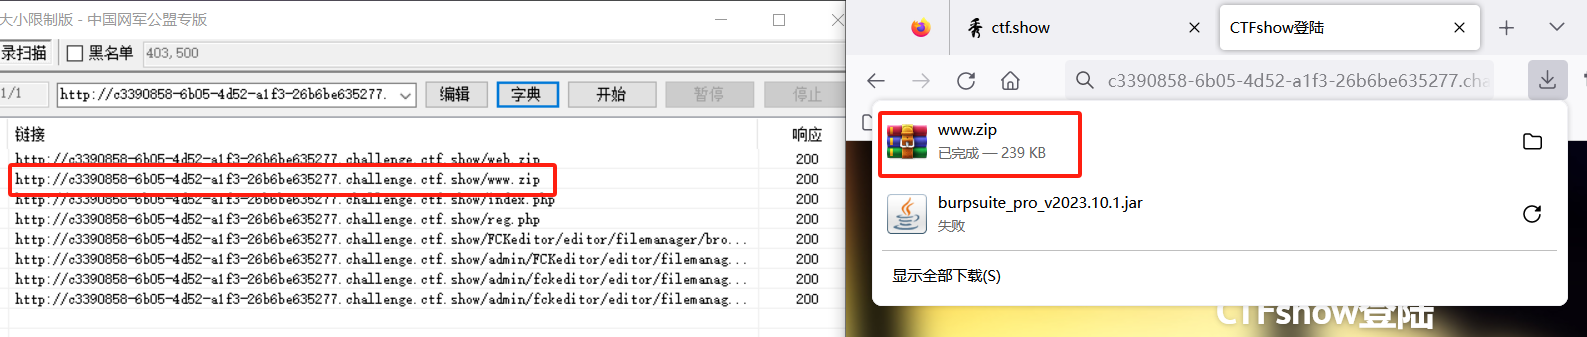 大小限制版 - 中国网军公盟专版
录扫描 黑名单 403,500
1/1 http://c3390858-6b05-4d52-a1f3-26b6be635277. 编辑 字典 开始 暂停 停止
链接 响应
http://c3390858-6b05-4d52-a1f3-26b6be635277.challenge.ctf.show/web.zip 200
http://c3390858-6b05-4d52-a1f3-26b6be635277.challenge.ctf.show/www.zip 200
http://c3390858-6b05-4d52-a1f3-26b6be635277.challenge.ctf.show/index.php 200
http://c3390858-6b05-4d52-a1f3-26b6be635277.challenge.ctf.show/reg.php 200
http://c3390858-6b05-4d52-a1f3-26b6be635277.challenge.ctf.show/FCKeditor/editor/filemanager/bro... 200
http://c3390858-6b05-4d52-a1f3-26b6be635277.challenge.ctf.show/admin/FCKeditor/editor/filemanag... 200
http://c3390858-6b05-4d52-a1f3-26b6be635277.challenge.ctf.show/admin/fckeditor/editor/filemanag... 200
http://c3390858-6b05-4d52-a1f3-26b6be635277.challenge.ctf.show/admin/fckeditor/editor/filemanag... 200
秀 ctf.show
CTFshow登陆
c3390858-6b05-4d52-a1f3-26b6be635277.cha
www.zip
已完成 — 239 KB
burpsuite_pro_v2023.10.1.jar
失败
显示全部下载(S)
CTFshow登陆